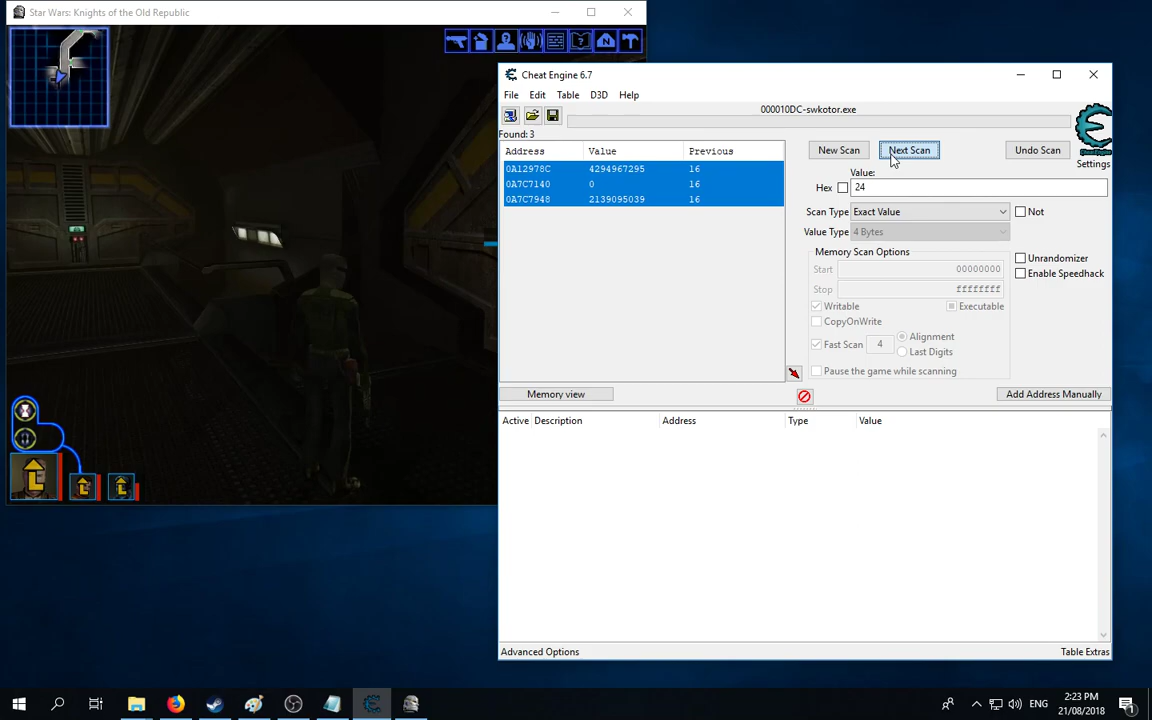 Star Wars: Knights of the Old Republic
Cheat Engine 6.7
File Edit Table D3D Help
000010DC-swkotor.exe
Found: 3
Address Value Previous
0A12978C 4294967295 16
0A7C7140 0 16
0A7C7948 2139095039 16
New Scan Next Scan Undo Scan
Settings
Value:
Hex 24
Scan Type Exact Value Not
Value Type 4 Bytes
Memory Scan Options
Unrandomizer
Enable Speedhack
Start 00000000
Stop ffffffff
Writable Executable
CopyOnWrite
Fast Scan 4 Alignment
Last Digits
Pause the game while scanning
Memory view Add Address Manually
Active Description Address Type Value
Advanced Options Table Extras
ENG
2:23 PM
21/08/2018
1